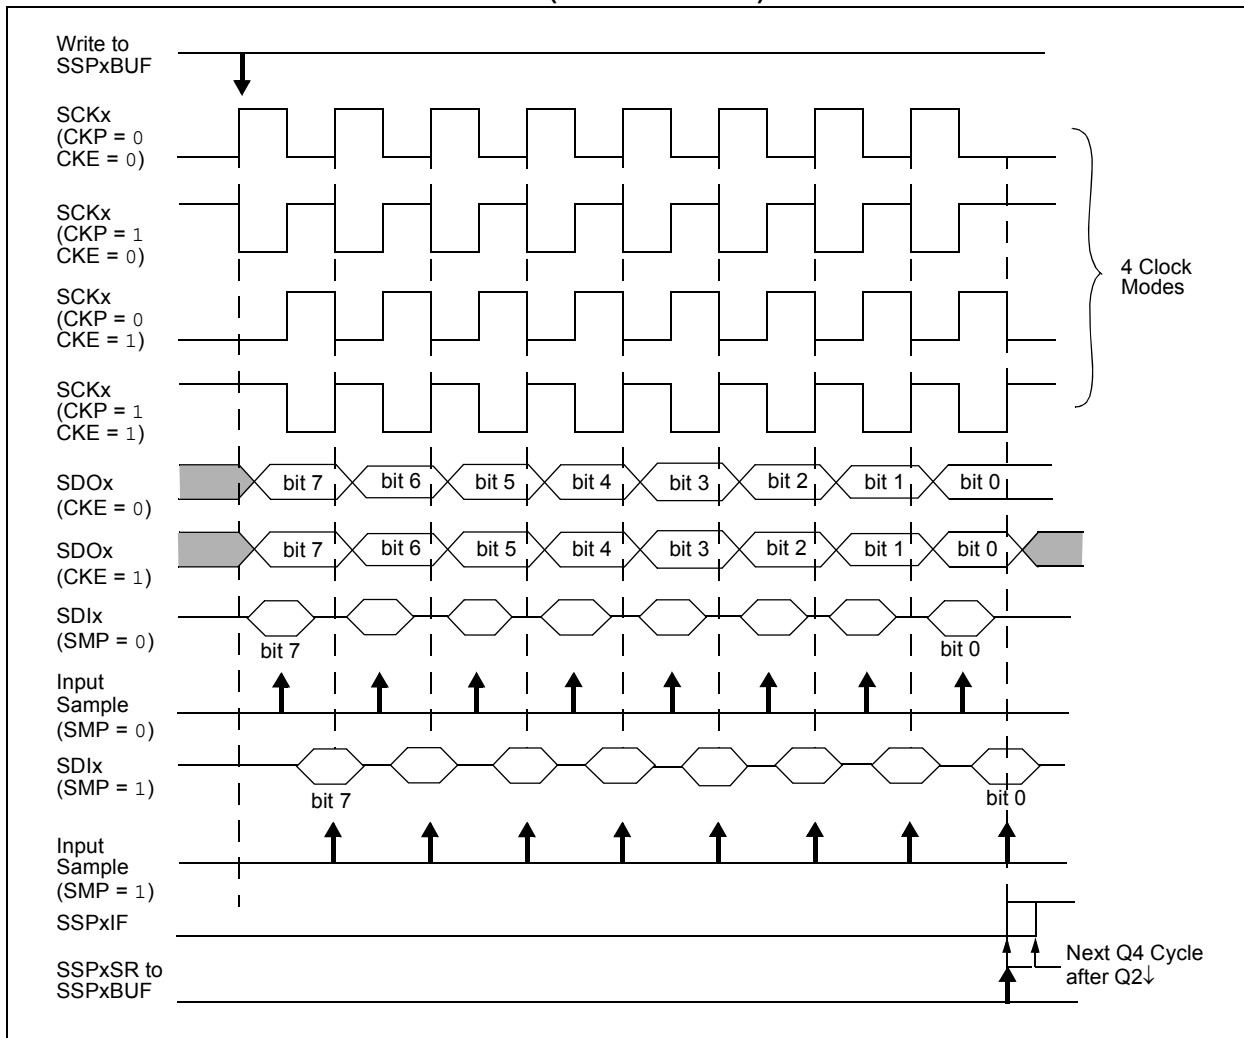 Write to
SSPxBUF
SCKx
(CKP = 0
CKE = 0)
SCKx
(CKP = 1
CKE = 0)
4 Clock
Modes
SCKx
(CKP = 0
CKE = 1)
SCKx
(CKP = 1
CKE = 1)
SDOx
(CKE = 0)
bit 7 bit 6 bit 5 bit 4 bit 3 bit 2 bit 1 bit 0
SDOx
(CKE = 1)
bit 7 bit 6 bit 5 bit 4 bit 3 bit 2 bit 1 bit 0
SDIx
(SMP = 0)
bit 7 bit 0
Input
Sample
(SMP = 0)
SDIx
(SMP = 1)
bit 7 bit 0
Input
Sample
(SMP = 1)
SSPxIF
Next Q4 Cycle
after Q2↓
SSPxSR to
SSPxBUF